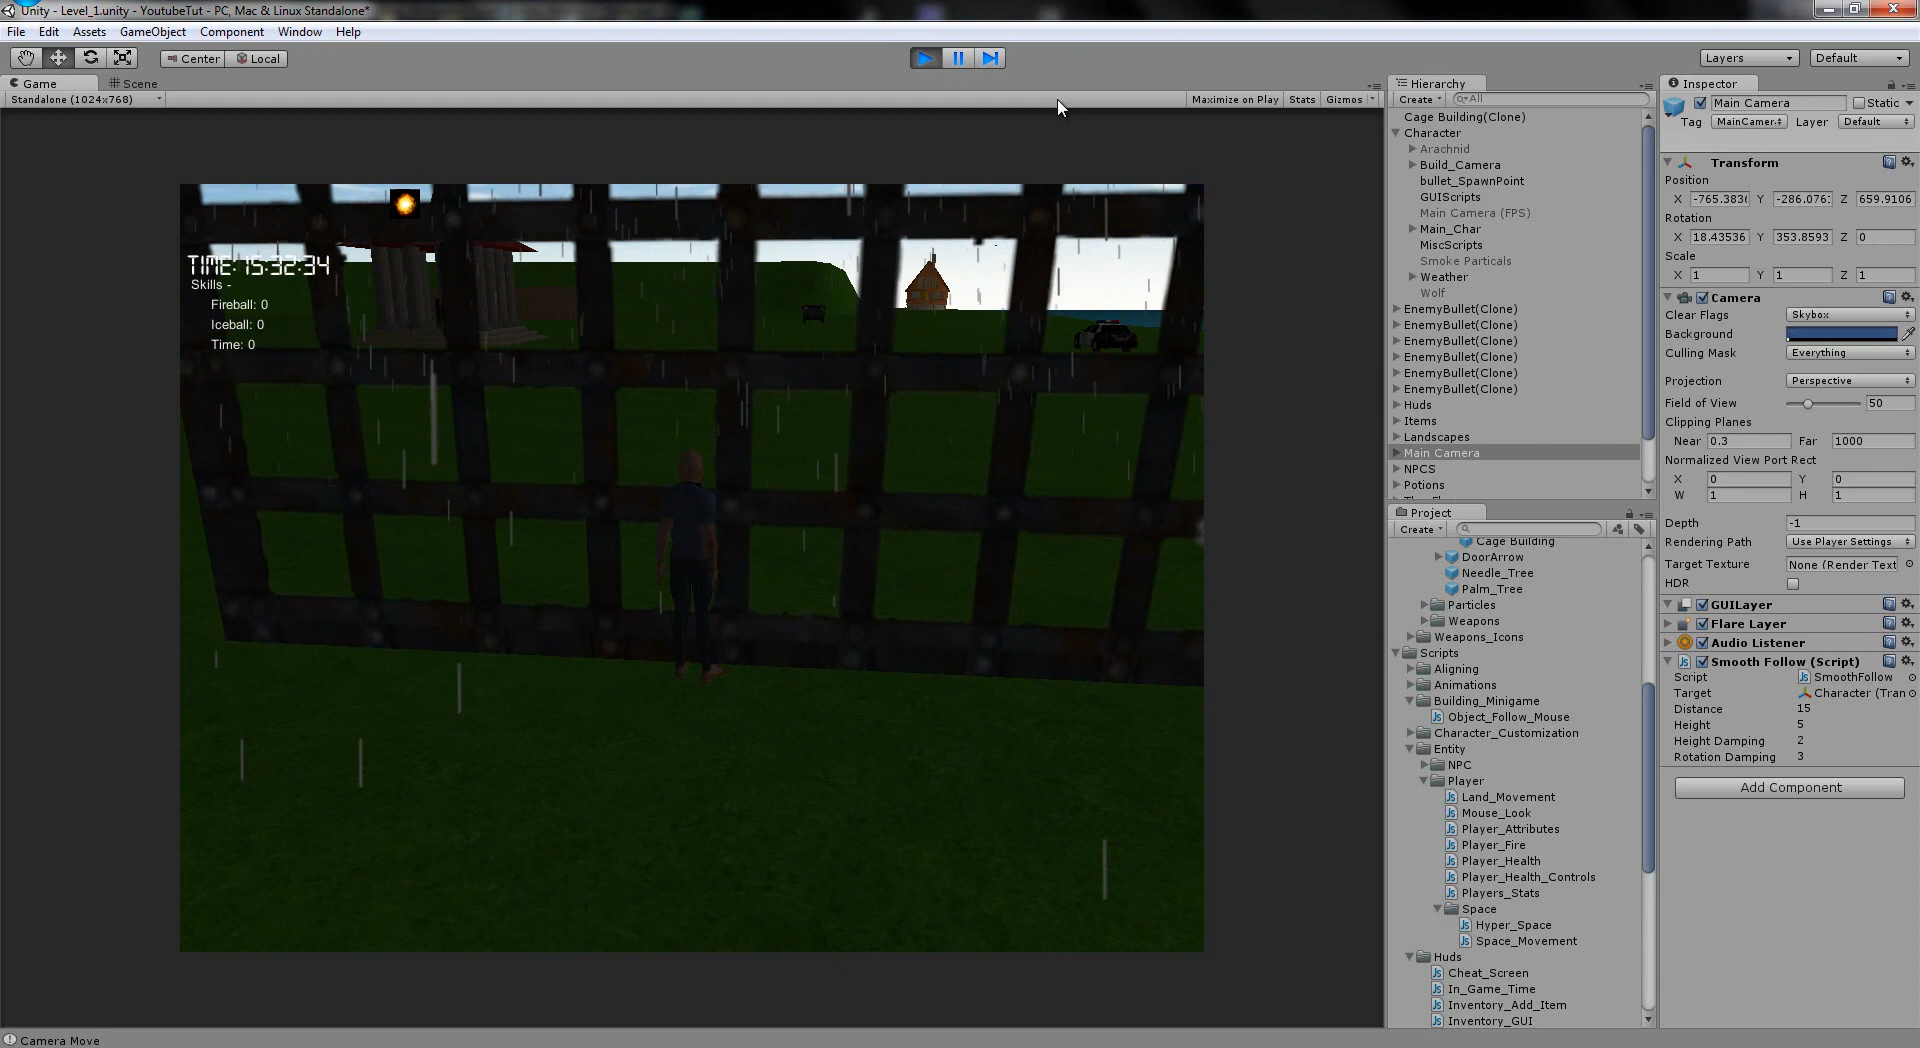 Unity - Level_1.unity - YoutubeTut - PC, Mac & Linux Standalone*
File Edit Assets GameObject Component Window Help
Center Local
Layers Default
Game Scene
Standalone (1024x768)
Maximize on Play Stats Gizmos
TIME: 15:32:34
Skills -
Fireball: 0
Iceball: 0
Time: 0
Hierarchy
Create All
Cage Building(Clone)
Character
Arachnid
Build_Camera
bullet_SpawnPoint
GUIScripts
Main Camera (FPS)
Main_Char
MiscScripts
Smoke Particals
Weather
Wolf
EnemyBullet(Clone)
EnemyBullet(Clone)
EnemyBullet(Clone)
EnemyBullet(Clone)
EnemyBullet(Clone)
EnemyBullet(Clone)
Huds
Items
Landscapes
Main Camera
NPCS
Potions
Project
Create
Cage Building
DoorArrow
Needle_Tree
Palm_Tree
Particles
Weapons
Weapons_Icons
Scripts
Aligning
Animations
Building_Minigame
Object_Follow_Mouse
Character_Customization
Entity
NPC
Player
Land_Movement
Mouse_Look
Player_Attributes
Player_Fire
Player_Health
Player_Health_Controls
Players_Stats
Space
Hyper_Space
Space_Movement
Huds
Cheat_Screen
In_Game_Time
Inventory_Add_Item
Inventory_GUI
Inspector
Main Camera Static
Tag MainCamer Layer Default
Transform
Position
X -765.383 Y -286.076 Z 659.9106
Rotation
X 18.43536 Y 353.8593 Z 0
Scale
X 1 Y 1 Z 1
Camera
Clear Flags Skybox
Background
Culling Mask Everything
Projection Perspective
Field of View 50
Clipping Planes
Near 0.3 Far 1000
Normalized View Port Rect
X 0 Y 0
W 1 H 1
Depth -1
Rendering Path Use Player Settings
Target Texture None (Render Text
HDR
GUILayer
Flare Layer
Audio Listener
Smooth Follow (Script)
Script SmoothFollow
Target Character (Tran
Distance 15
Height 5
Height Damping 2
Rotation Damping 3
Add Component
Camera Move